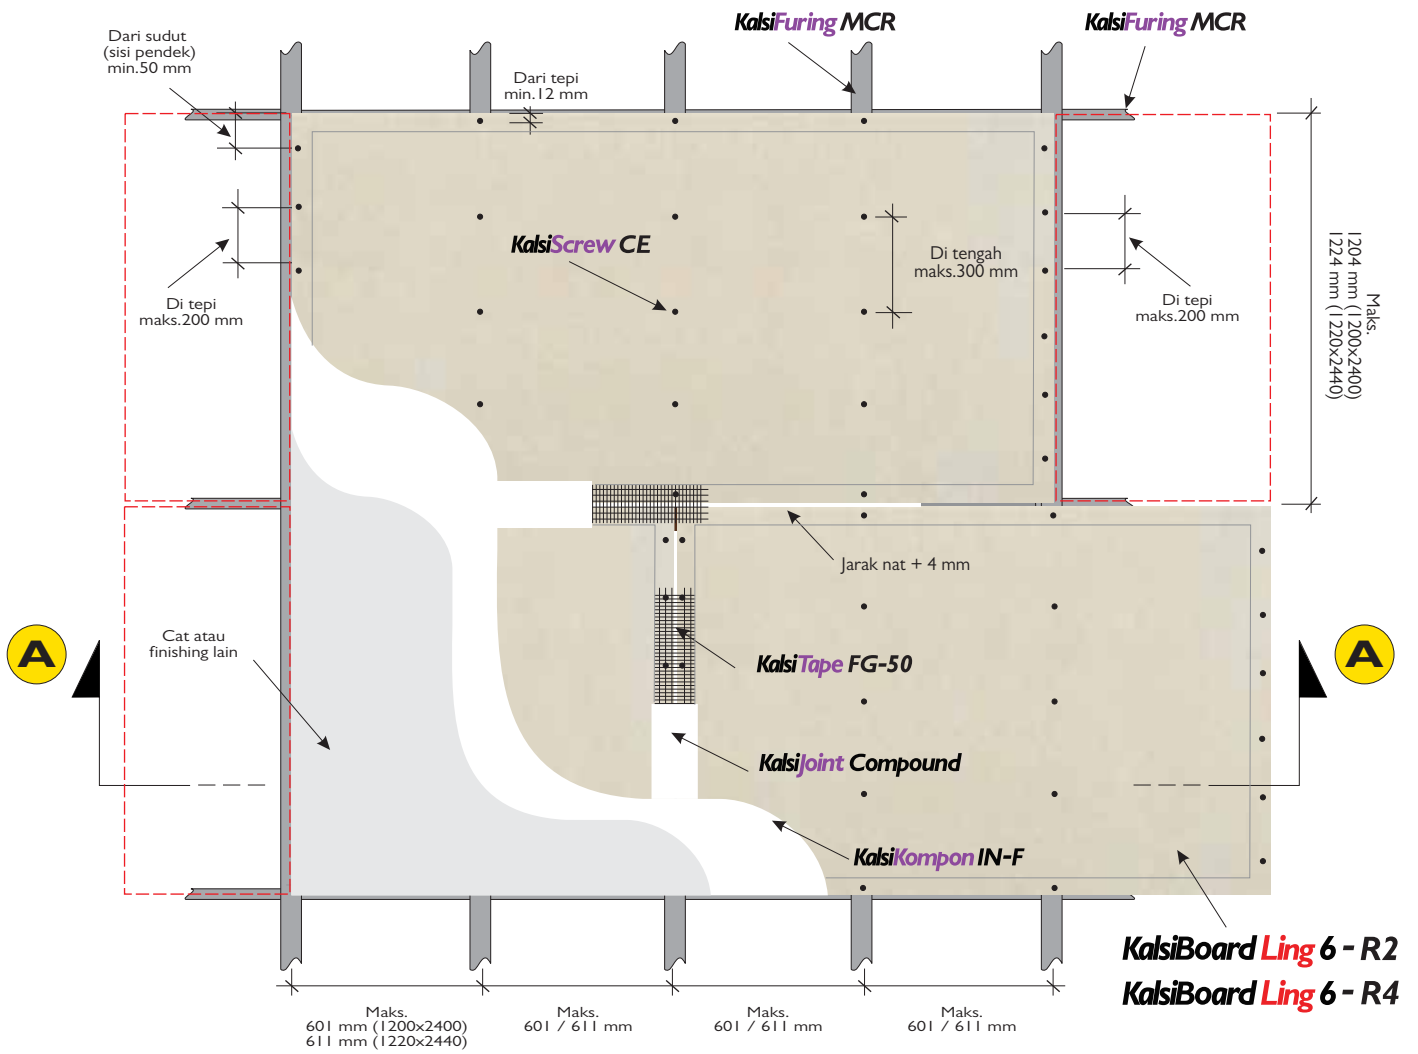 KalsiFuring MCR
KalsiFuring MCR
Dari sudut
(sisi pendek)
min.50 mm
Dari tepi
min.12 mm
KalsiScrew CE
Di tengah
maks.300 mm
Di tepi
maks.200 mm
Di tepi
maks.200 mm
Maks.
1204 mm (1200x2400)
1224 mm (1220x2440)
Jarak nat + 4 mm
A
Cat atau
finishing lain
KalsiTape FG-50
A
KalsiJoint Compound
KalsiKompon IN-F
KalsiBoard Ling 6 - R2
KalsiBoard Ling 6 - R4
Maks.
601 mm (1200x2400)
611 mm (1220x2440)
Maks.
601 / 611 mm
Maks.
601 / 611 mm
Maks.
601 / 611 mm